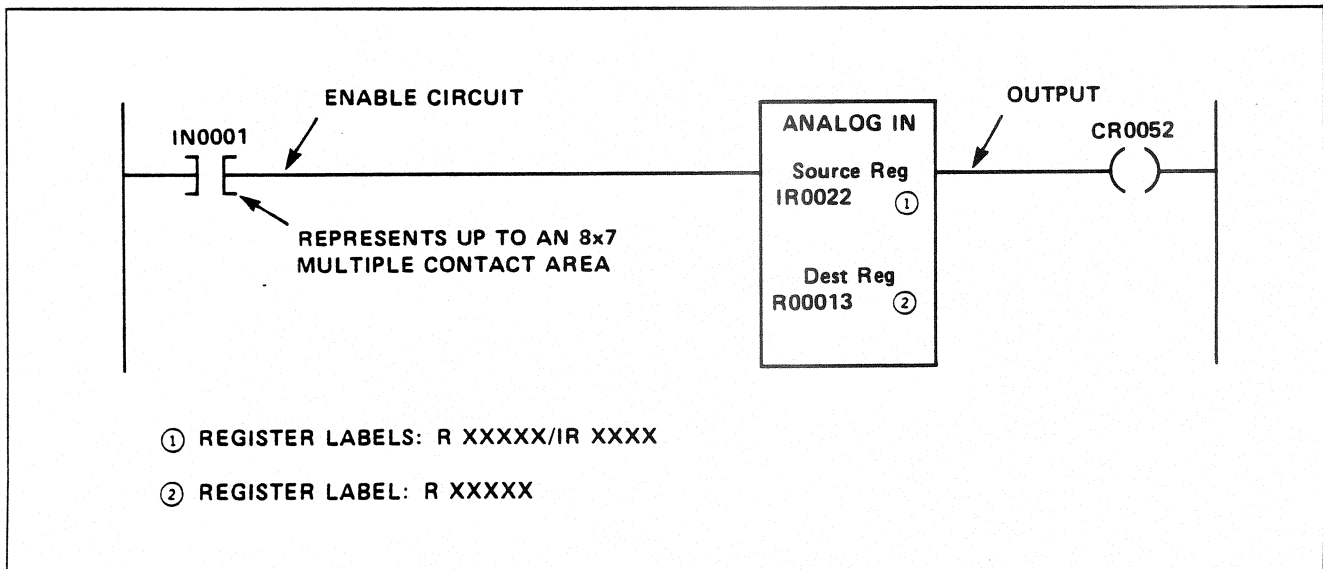 ENABLE CIRCUIT
OUTPUT
IN0001
ANALOG IN
CR0052
Source Reg
IR0022 ①
REPRESENTS UP TO AN 8x7
MULTIPLE CONTACT AREA
Dest Reg
R00013 ②
① REGISTER LABELS: R XXXXX/IR XXXX
② REGISTER LABEL: R XXXXX